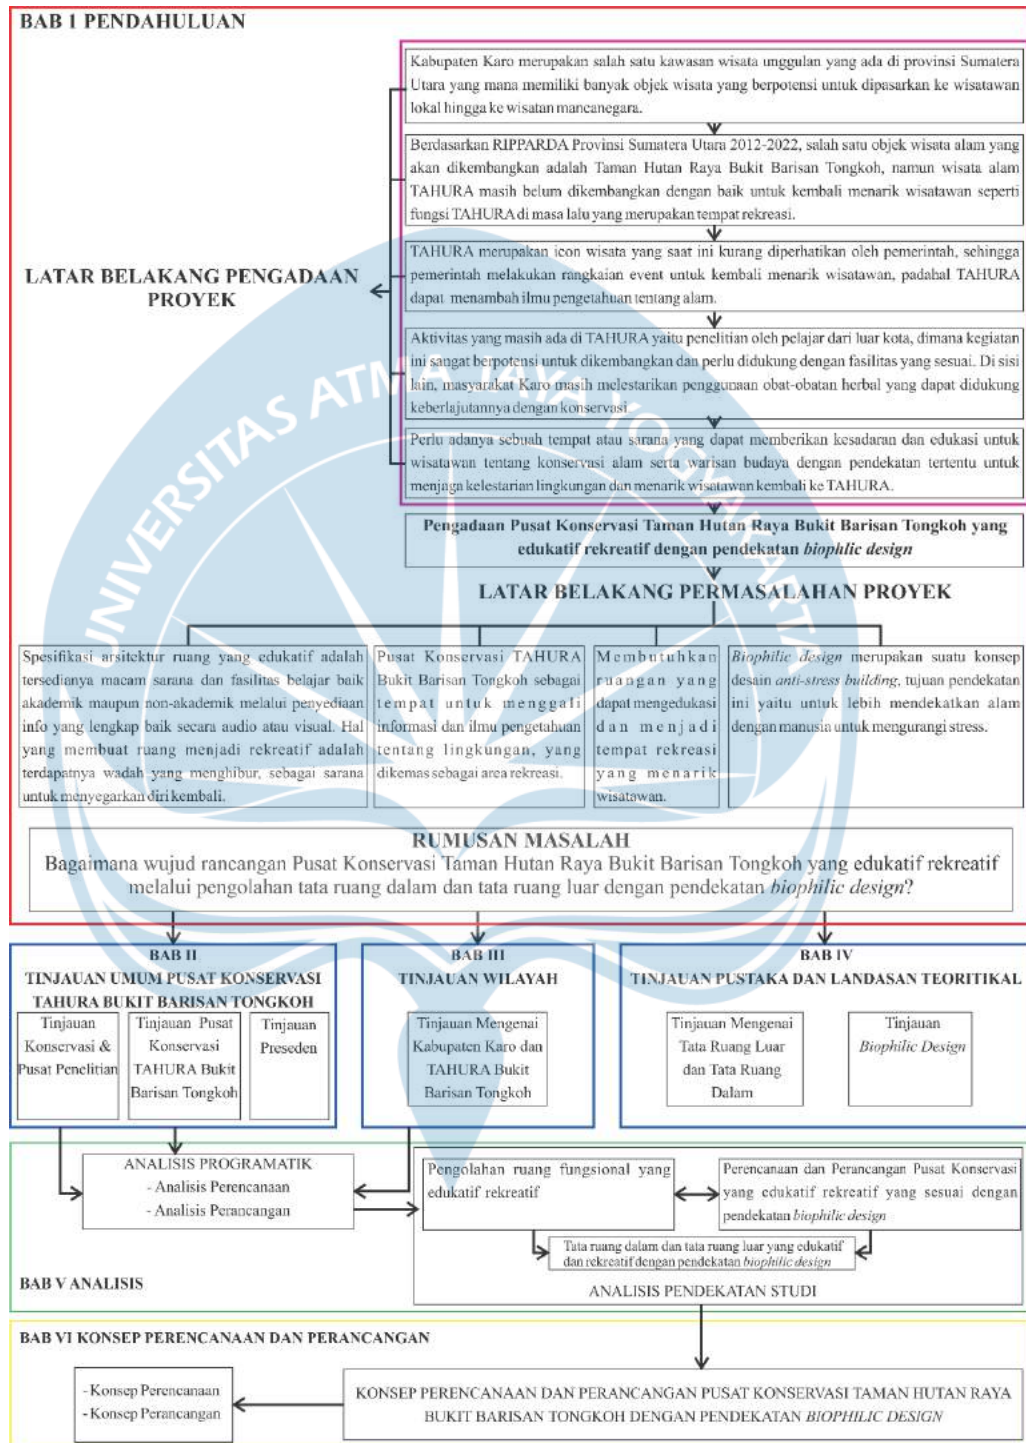 BAB 1 PENDAHULUAN
Kabupaten Karo merupakan salah satu kawasan wisata unggulan yang ada di provinsi Sumatera
Utara yang mana memiliki banyak objek wisata yang berpotensi untuk dipasarkan ke wisatawan
lokal hingga ke wisatan mancanegara.
Berdasarkan RIPPARDA Provinsi Sumatera Utara 2012-2022, salah satu objek wisata alam yang
akan dikembangkan adalah Taman Hutan Raya Bukit Barisan Tongkoh, namun wisata alam
TAHURA masih belum dikembangkan dengan baik untuk kembali menarik wisatawan seperti
fungsi TAHURA di masa lalu yang merupakan tempat rekreasi.
LATAR BELAKANG PENGADAAN
PROYEK
TAHURA merupakan icon wisata yang saat ini kurang diperhatikan oleh pemerintah, sehingga
pemerintah melakukan rangkaian event untuk kembali menarik wisatawan, padahal TAHURA
dapat menambah ilmu pengetahuan tentang alam.
Aktivitas yang masih ada di TAHURA yaitu penelitian oleh pelajar dari luar kota, dimana kegiatan
ini sangat berpotensi untuk dikembangkan dan perlu didukung dengan fasilitas yang sesuai. Di sisi
lain, masyarakat Karo masih melestarikan penggunaan obat-obatan herbal yang dapat didukung
keberlajutannya dengan konservasi
Perlu adanya sebuah tempat atau sarana yang dapat memberikan kesadaran dan edukasi untuk
wisatawan tentang konservasi alam serta warisan budaya dengan pendekatan tertentu untuk
menjaga kelestarian lingkungan dan menarik wisatawan kembali ke TAHURA.
Pengadaan Pusat Konservasi Taman Hutan Raya Bukit Barisan Tongkoh yang
edukatif rekreatif dengan pendekatan biophlic design
LATAR BELAKANG PERMASALAHAN PROYEK
Spesifikasi arsitektur ruang yang edukatif adalah
tersedianya macam sarana dan fasilitas belajar baik
akademik maupun non-akademik melalui penyediaan
info yang lengkap baik secara audio atau visual. Hal
yang membuat ruang menjadi rekreatif adalah
terdapatnya wadah yang menghibur, sebagai sarana
untuk menyegarkan diri kembali.
Pusat Konservasi TAHURA
Bukit Barisan Tongkoh sebagai
tempat untuk menggali
informasi dan ilmu pengetahuan
tentang lingkungan, yang
dikemas sebagai area rekreasi.
Membutuhkan
ruangan yang
dapat mengedukasi
dan menjadi
tempat rekreasi
yang menarik
wisatawan.
Biophilic design merupakan suatu konsep
desain anti-stress building, tujuan pendekatan
ini yaitu untuk lebih mendekatkan alam
dengan manusia untuk mengurangi stress.
RUMUSAN MASALAH
Bagaimana wujud rancangan Pusat Konservasi Taman Hutan Raya Bukit Barisan Tongkoh yang edukatif rekreatif
melalui pengolahan tata ruang dalam dan tata ruang luar dengan pendekatan biophilic design?
BAB II
TINJAUAN UMUM PUSAT KONSERVASI
TAHURA BUKIT BARISAN TONGKOH
Tinjauan
Konservasi &
Pusat Penelitian
Tinjauan Pusat
Konservasi
TAHURA Bukit
Barisan Tongkoh
Tinjauan
Preseden
BAB III
TINJAUAN WILAYAH
Tinjauan Mengenai
Kabupaten Karo dan
TAHURA Bukit
Barisan Tongkoh
BAB IV
TINJAUAN PUSTAKA DAN LANDASAN TEORITIKAL
Tinjauan Mengenai
Tata Ruang Luar
dan Tata Ruang
Dalam
Tinjauan
Biophilic Design
ANALISIS PROGRAMATIK
- Analisis Perencanaan
- Analisis Perancangan
Pengolahan ruang fungsional yang
edukatif rekreatif
Perencanaan dan Perancangan Pusat Konservasi
yang edukatif rekreatif yang sesuai dengan
pendekatan biophilic design
Tata ruang dalam dan tata ruang luar yang edukatif
dan rekreatif dengan pendekatan biophilic design
BAB V ANALISIS
ANALISIS PENDEKATAN STUDI
BAB VI KONSEP PERENCANAAN DAN PERANCANGAN
- Konsep Perencanaan
- Konsep Perancangan
KONSEP PERENCANAAN DAN PERANCANGAN PUSAT KONSERVASI TAMAN HUTAN RAYA
BUKIT BARISAN TONGKOH DENGAN PENDEKATAN BIOPHILIC DESIGN
UNIVERSITAS ATMA JAYA YOGYAKARTA